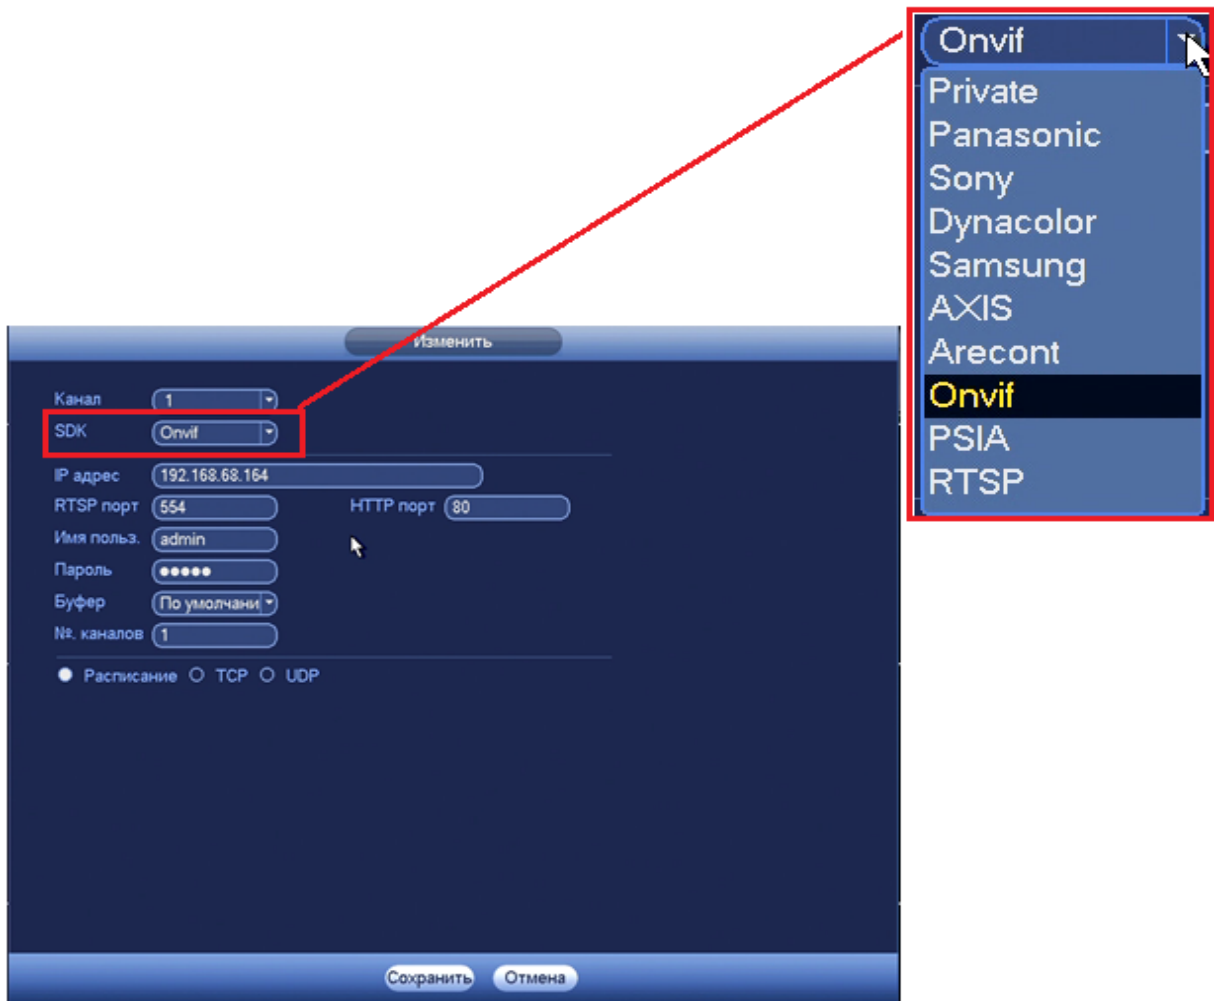 Onvif
Private
Panasonic
Sony
Dynacolor
Samsung
AXIS
Arecont
Onvif
PSIA
RTSP
Изменить
Канал 1
SDK Onvif
IP адрес 192.168.68.164
RTSP порт 554 HTTP порт 80
Имя польз. admin
Пароль ●●●●●
Буфер По умолчани
№. каналов 1
Расписание TCP UDP
Сохранить Отмена